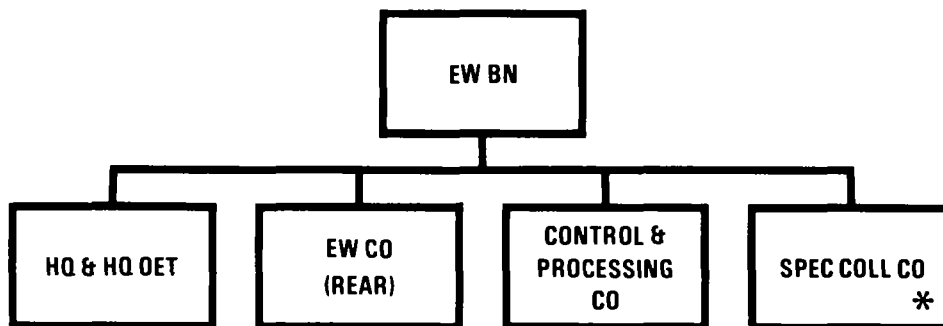 EW BN
HQ & HQ OET
EW CO
(REAR)
CONTROL &
PROCESSING
CO
SPEC COLL CO
*